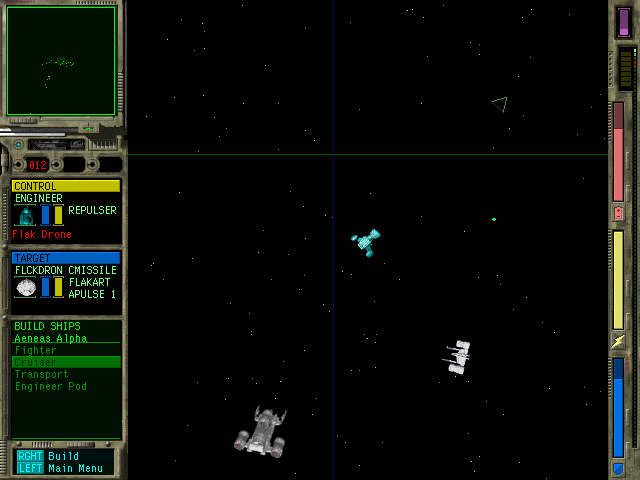 012
CONTROL
ENGINEER
REPULSER
Flak Drona
TARGET
FLCKDRON CMISSILE
FLAKART
APULSE 1
BUILD SHIPS
Aeneas Alpha
Fighter
Cruiser
Transport
Engineer Pod
RGHT Build
LEFT Main Menu